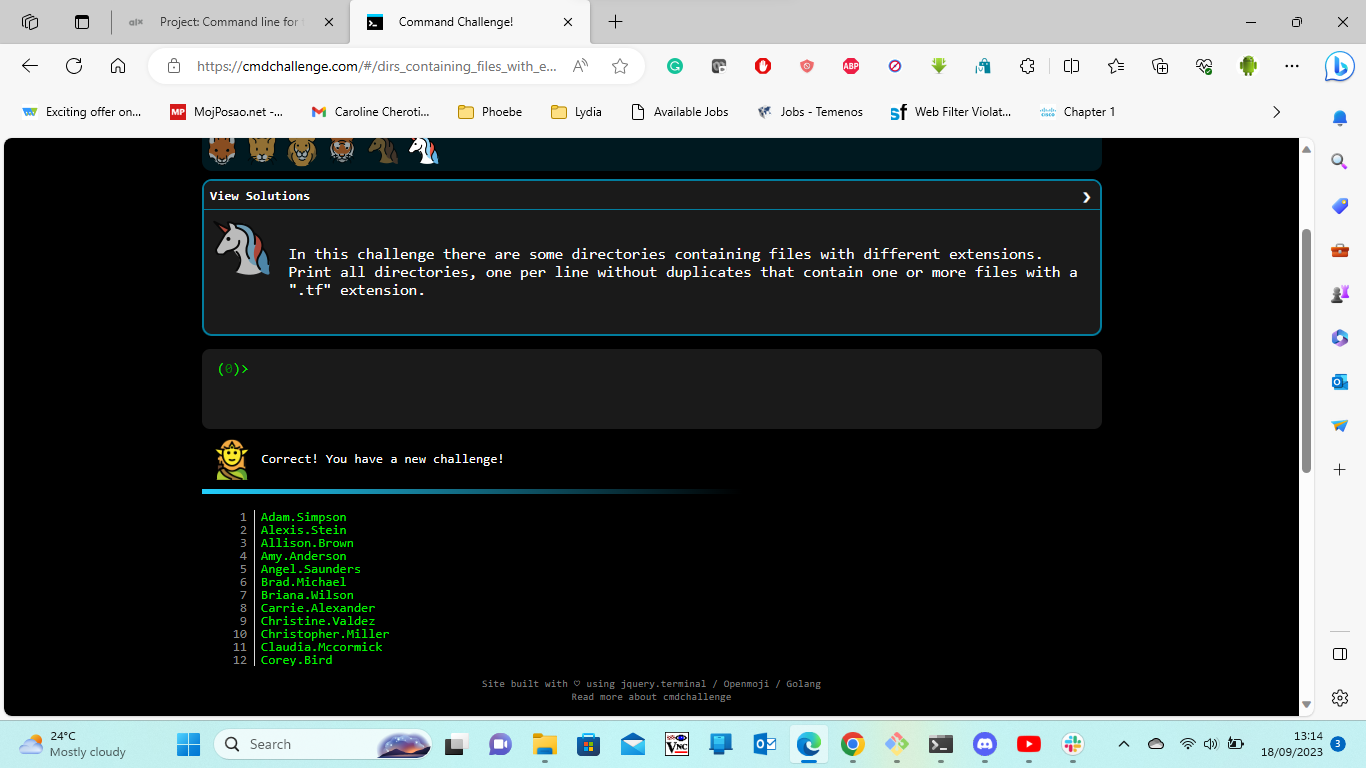 Project: Command line for
Command Challenge!
https://cmdchallenge.com/#/dirs_containing_files_with_e...
ABP
Exciting offer on...
MP MojPosao.net -...
Caroline Cheroti...
Phoebe
Lydia
Available Jobs
Jobs - Temenos
sf Web Filter Violat...
Chapter 1
View Solutions
In this challenge there are some directories containing files with different extensions.
Print all directories, one per line without duplicates that contain one or more files with a
".tf" extension.
(0)>
Correct! You have a new challenge!
1 Adam.Simpson
2 Alexis.Stein
3 Allison.Brown
4 Amy.Anderson
5 Angel.Saunders
6 Brad.Michael
7 Briana.Wilson
8 Carrie.Alexander
9 Christine.Valdez
10 Christopher.Miller
11 Claudia.Mccormick
12 Corey.Bird
Site built with ♡ using jquery.terminal / Openmoji / Golang
Read more about cmdchallenge
24°C
Mostly cloudy
Search
13:14
18/09/2023
3